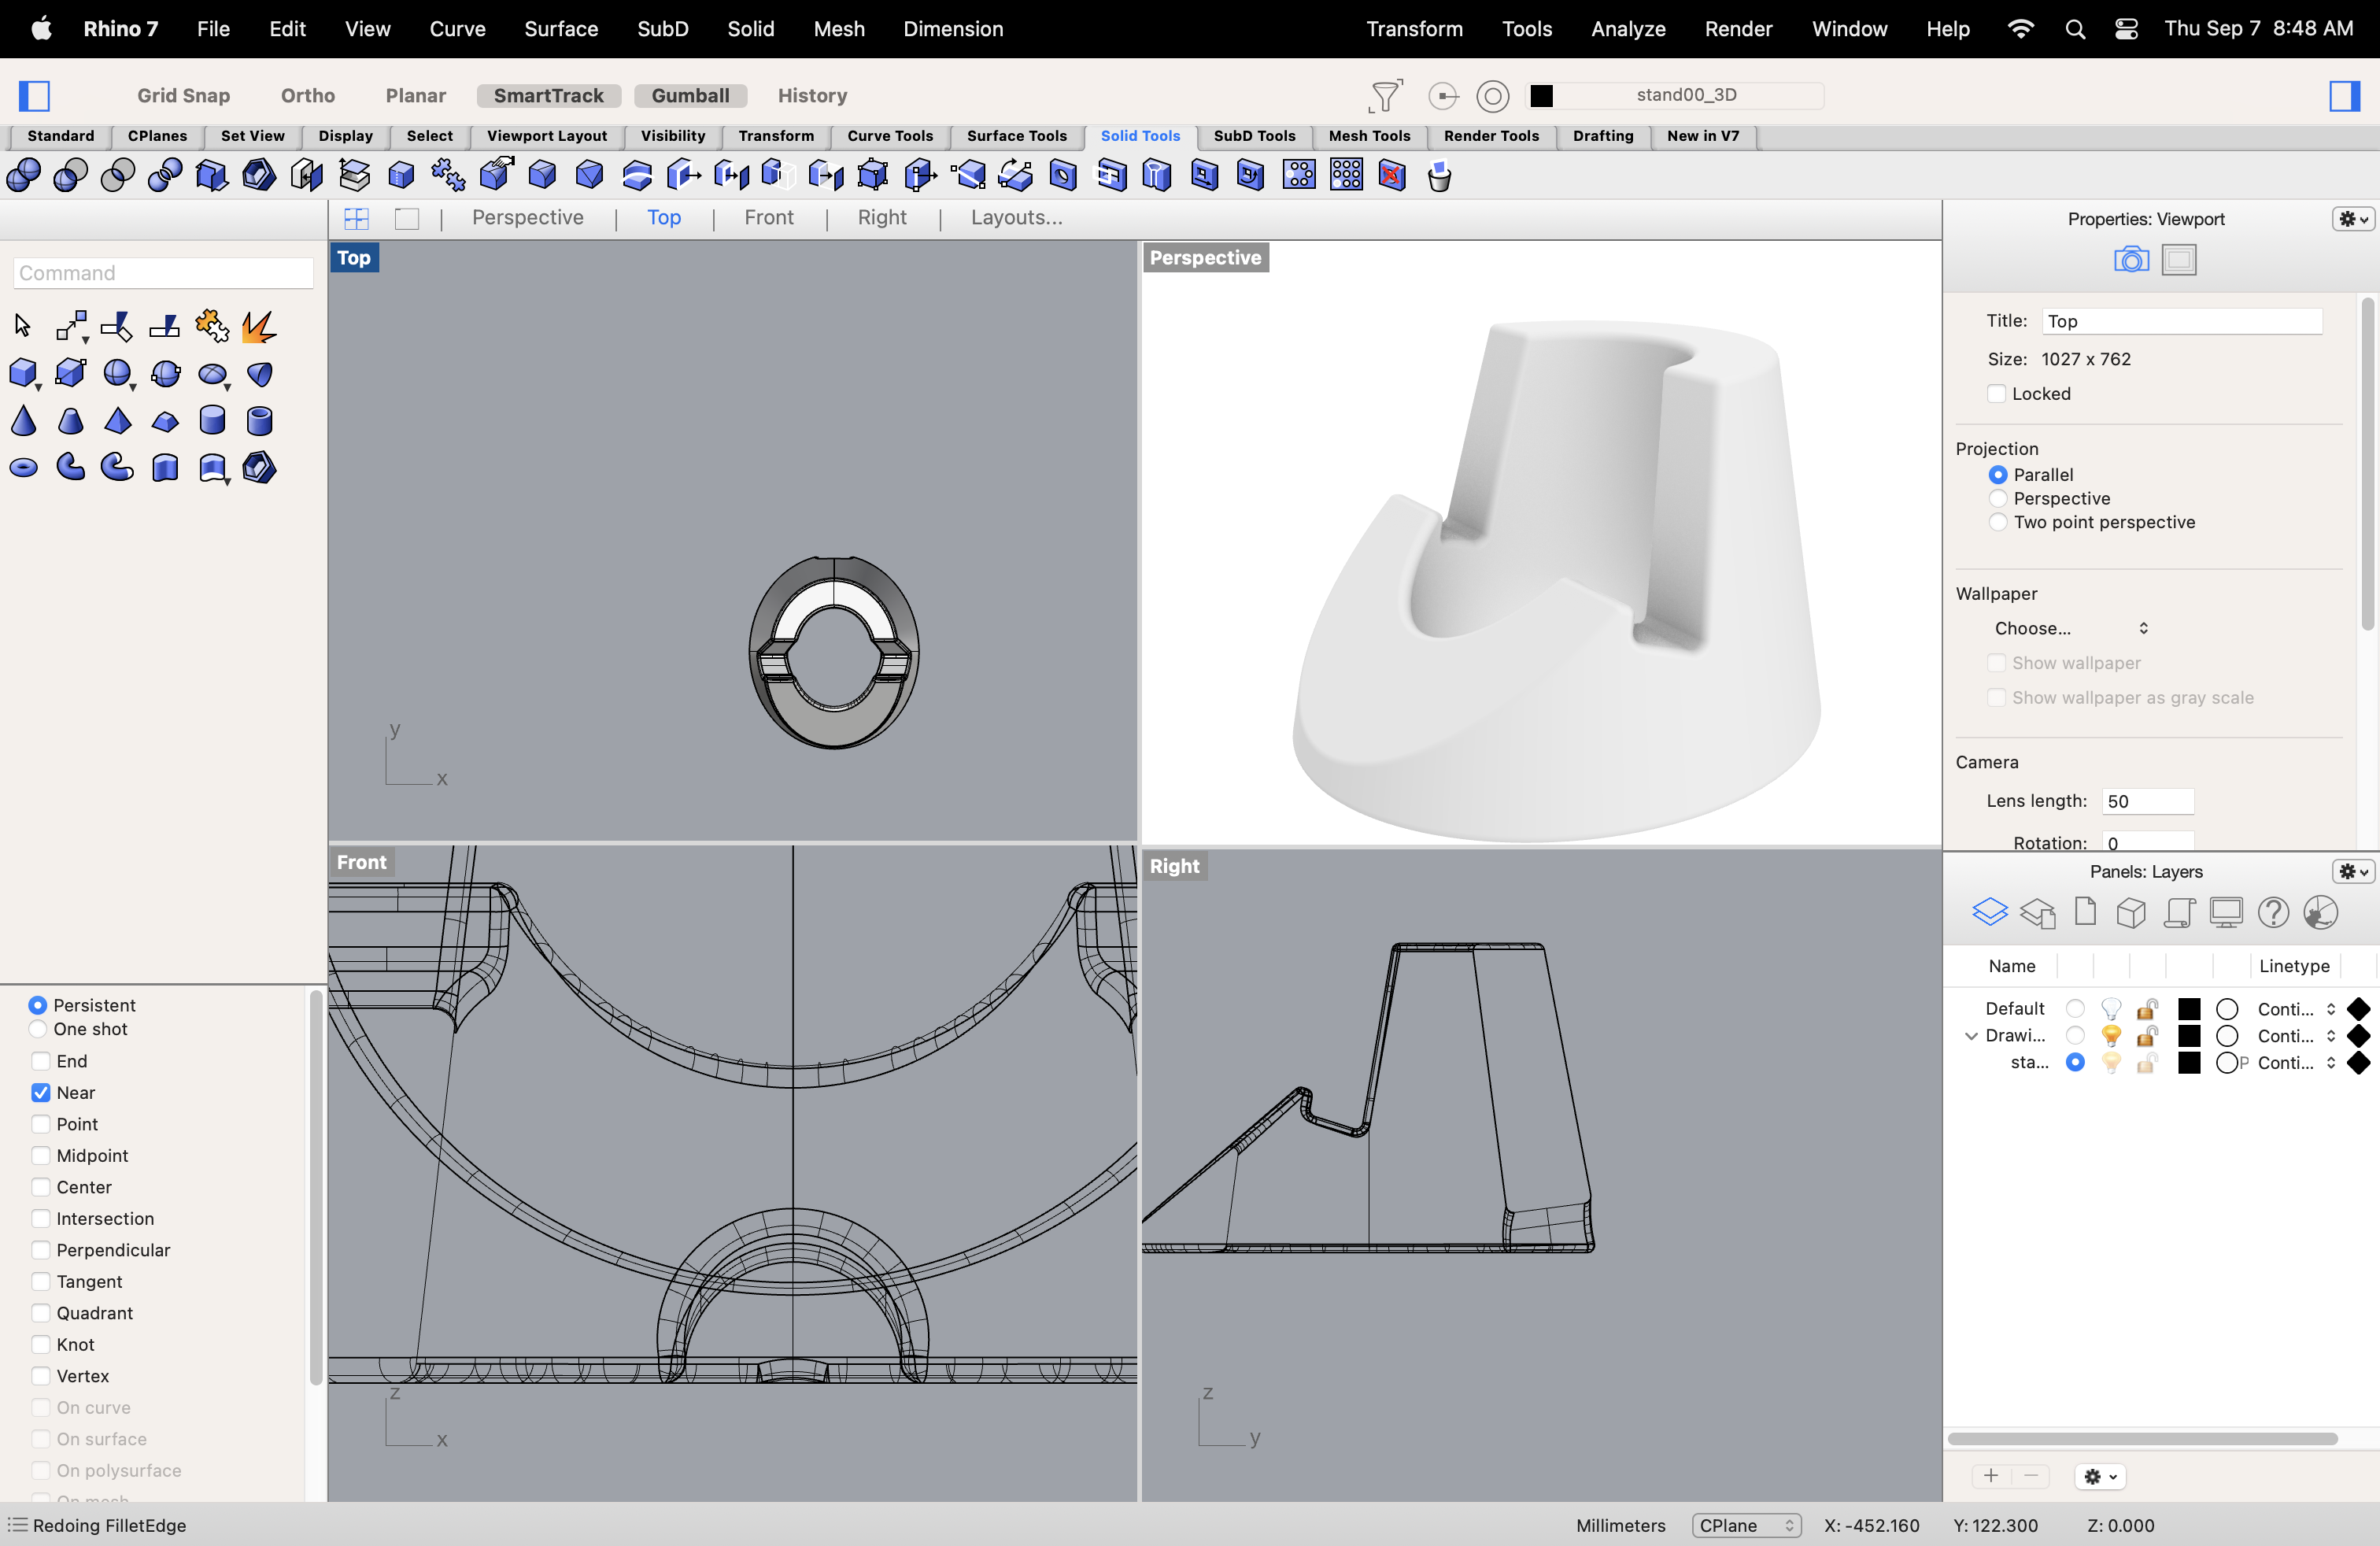 Rhino 7 File Edit View Curve Surface SubD Solid Mesh Dimension Transform Tools Analyze Render Window Help Thu Sep 7 8:48 AM
Grid Snap Ortho Planar SmartTrack Gumball History stand00_3D
Standard CPlanes Set View Display Select Viewport Layout Visibility Transform Curve Tools Surface Tools Solid Tools SubD Tools Mesh Tools Render Tools Drafting New in V7
Perspective | Top | Front | Right | Layouts...
Command
Top
y
x
Perspective
Front
z
x
Right
z
y
Persistent
One shot
End
Near
Point
Midpoint
Center
Intersection
Perpendicular
Tangent
Quadrant
Knot
Vertex
On curve
On surface
On polysurface
On mesh
Properties: Viewport
Title: Top
Size: 1027 x 762
Locked
Projection
Parallel
Perspective
Two point perspective
Wallpaper
Choose...
Show wallpaper
Show wallpaper as gray scale
Camera
Lens length: 50
Rotation: 0
Panels: Layers
Name Linetype
Default Conti...
Drawi... Conti...
sta... P Conti...
Redoing FilletEdge Millimeters CPlane X: -452.160 Y: 122.300 Z: 0.000